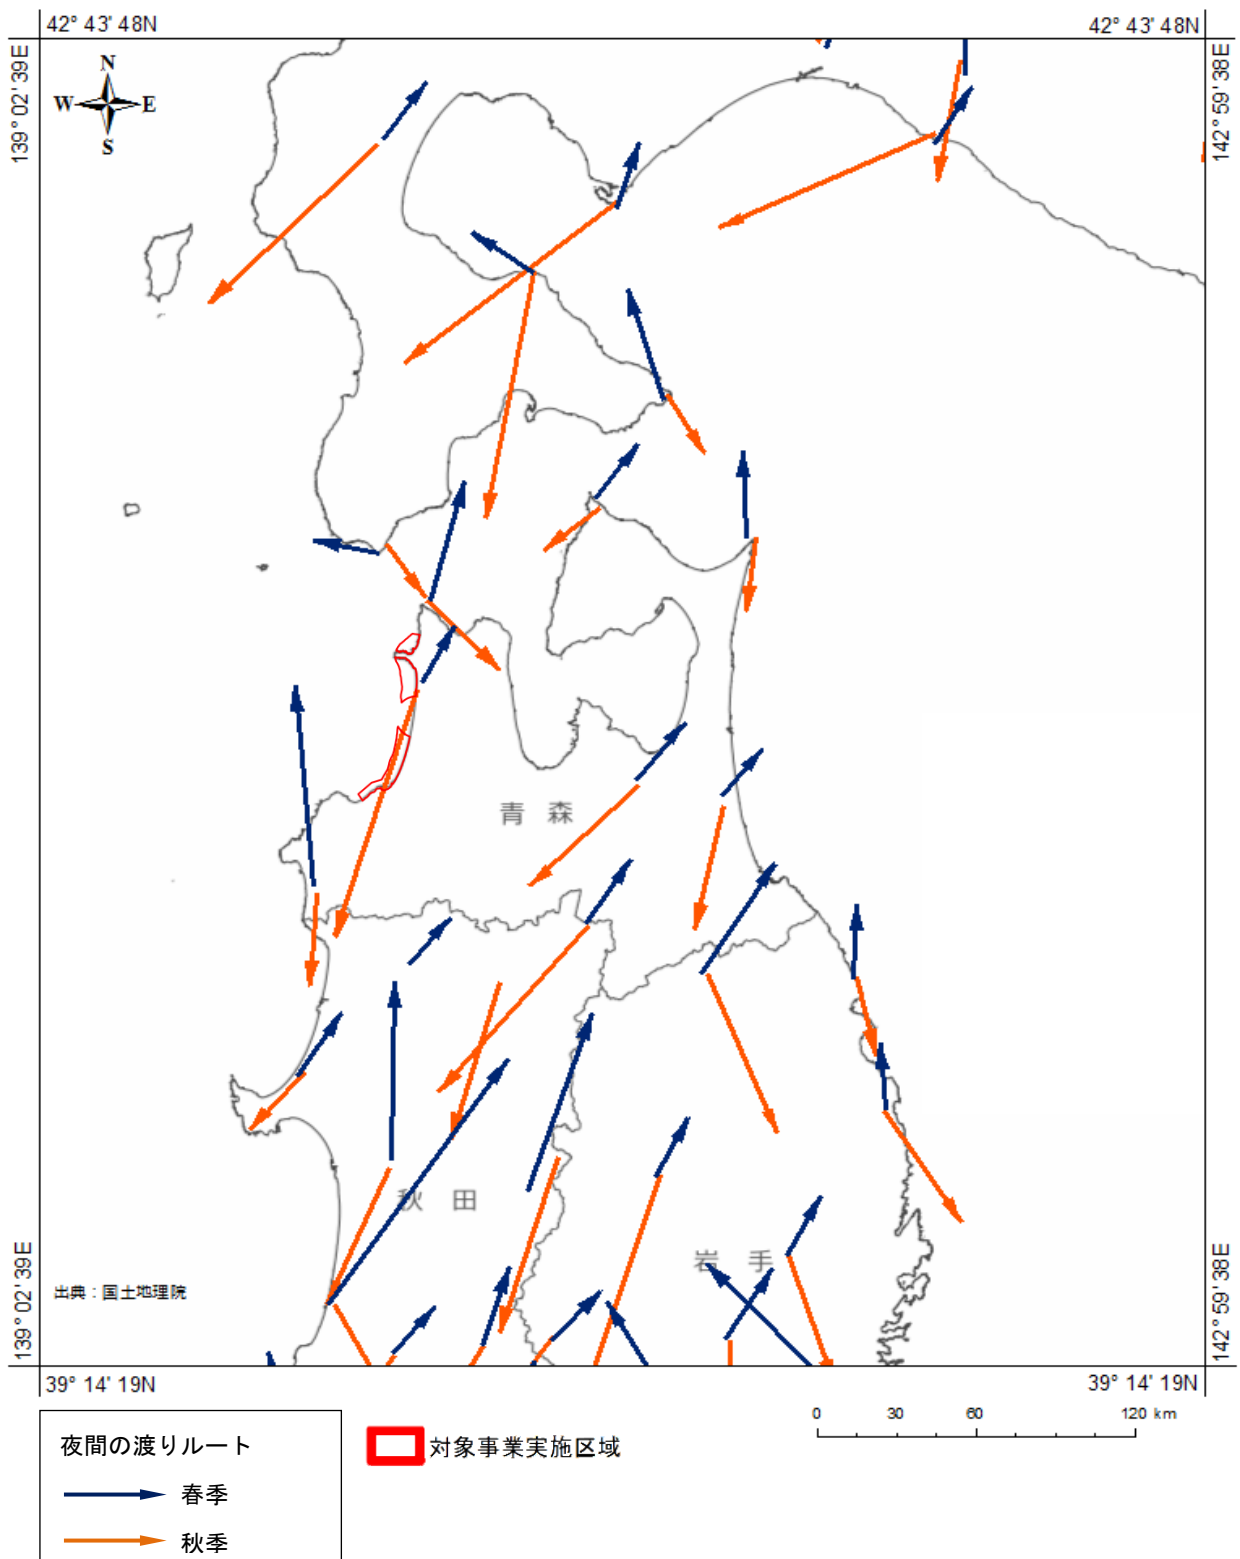 42° 43' 48N
42° 43' 48N
139° 02' 39E
142° 59' 38E
N
W
E
S
青 森
秋 田
岩 手
出典：国土地理院
139° 02' 39E
142° 59' 38E
39° 14' 19N
39° 14' 19N
夜間の渡りルート
春季
秋季
対象事業実施区域
0 30 60 120 km